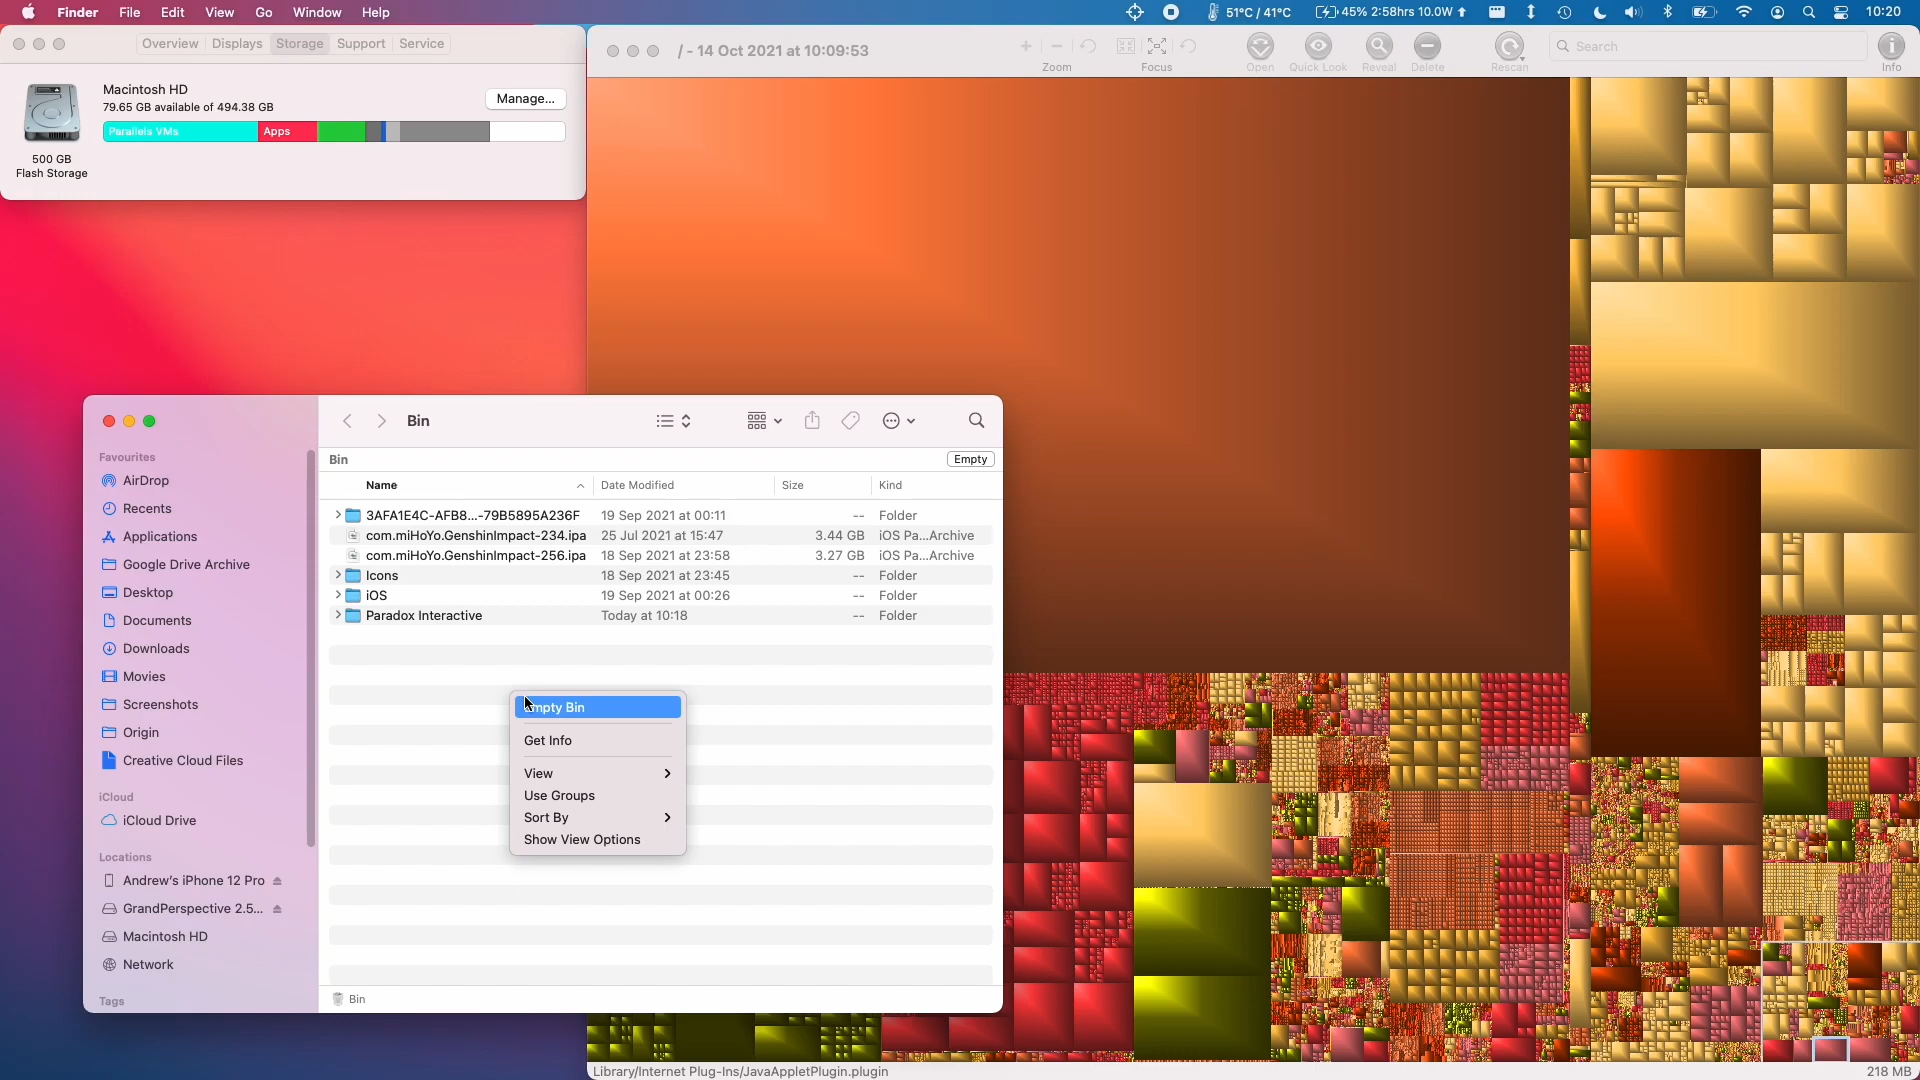 Finder File Edit View Go Window Help
51°C / 41°C 45% 2:58hrs 10.0W 10:20
Overview Displays Storage Support Service
Macintosh HD
79.65 GB available of 494.38 GB
Manage...
Parallels VMs Apps
500 GB
Flash Storage
/ - 14 Oct 2021 at 10:09:53
Zoom Focus Open Quick Look Reveal Delete Rescan Search Info
Bin
Bin Empty
Name Date Modified Size Kind
3AFA1E4C-AFB8...-79B5895A236F 19 Sep 2021 at 00:11 -- Folder
com.miHoYo.GenshinImpact-234.ipa 25 Jul 2021 at 15:47 3.44 GB iOS Pa...Archive
com.miHoYo.GenshinImpact-256.ipa 18 Sep 2021 at 23:58 3.27 GB iOS Pa...Archive
Icons 18 Sep 2021 at 23:45 -- Folder
iOS 19 Sep 2021 at 00:26 -- Folder
Paradox Interactive Today at 10:18 -- Folder
Favourites
AirDrop
Recents
Applications
Google Drive Archive
Desktop
Documents
Downloads
Movies
Screenshots
Origin
Creative Cloud Files
iCloud
iCloud Drive
Locations
Andrew's iPhone 12 Pro
GrandPerspective 2.5...
Macintosh HD
Network
Tags
Empty Bin
Get Info
View
Use Groups
Sort By
Show View Options
Bin
Library/Internet Plug-Ins/JavaAppletPlugin.plugin 218 MB